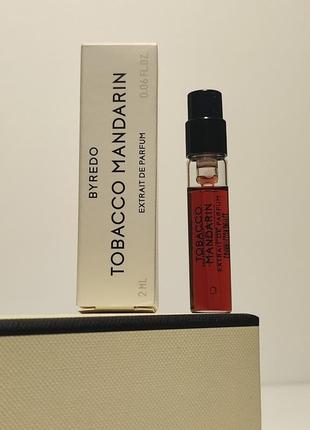 BYREDO
TOBACCO MANDARIN
EXTRAIT DE PARFUM
2 ML
0.06 FL.OZ.
TOBACCO
MANDARIN
EXTRAIT DE PARFUM